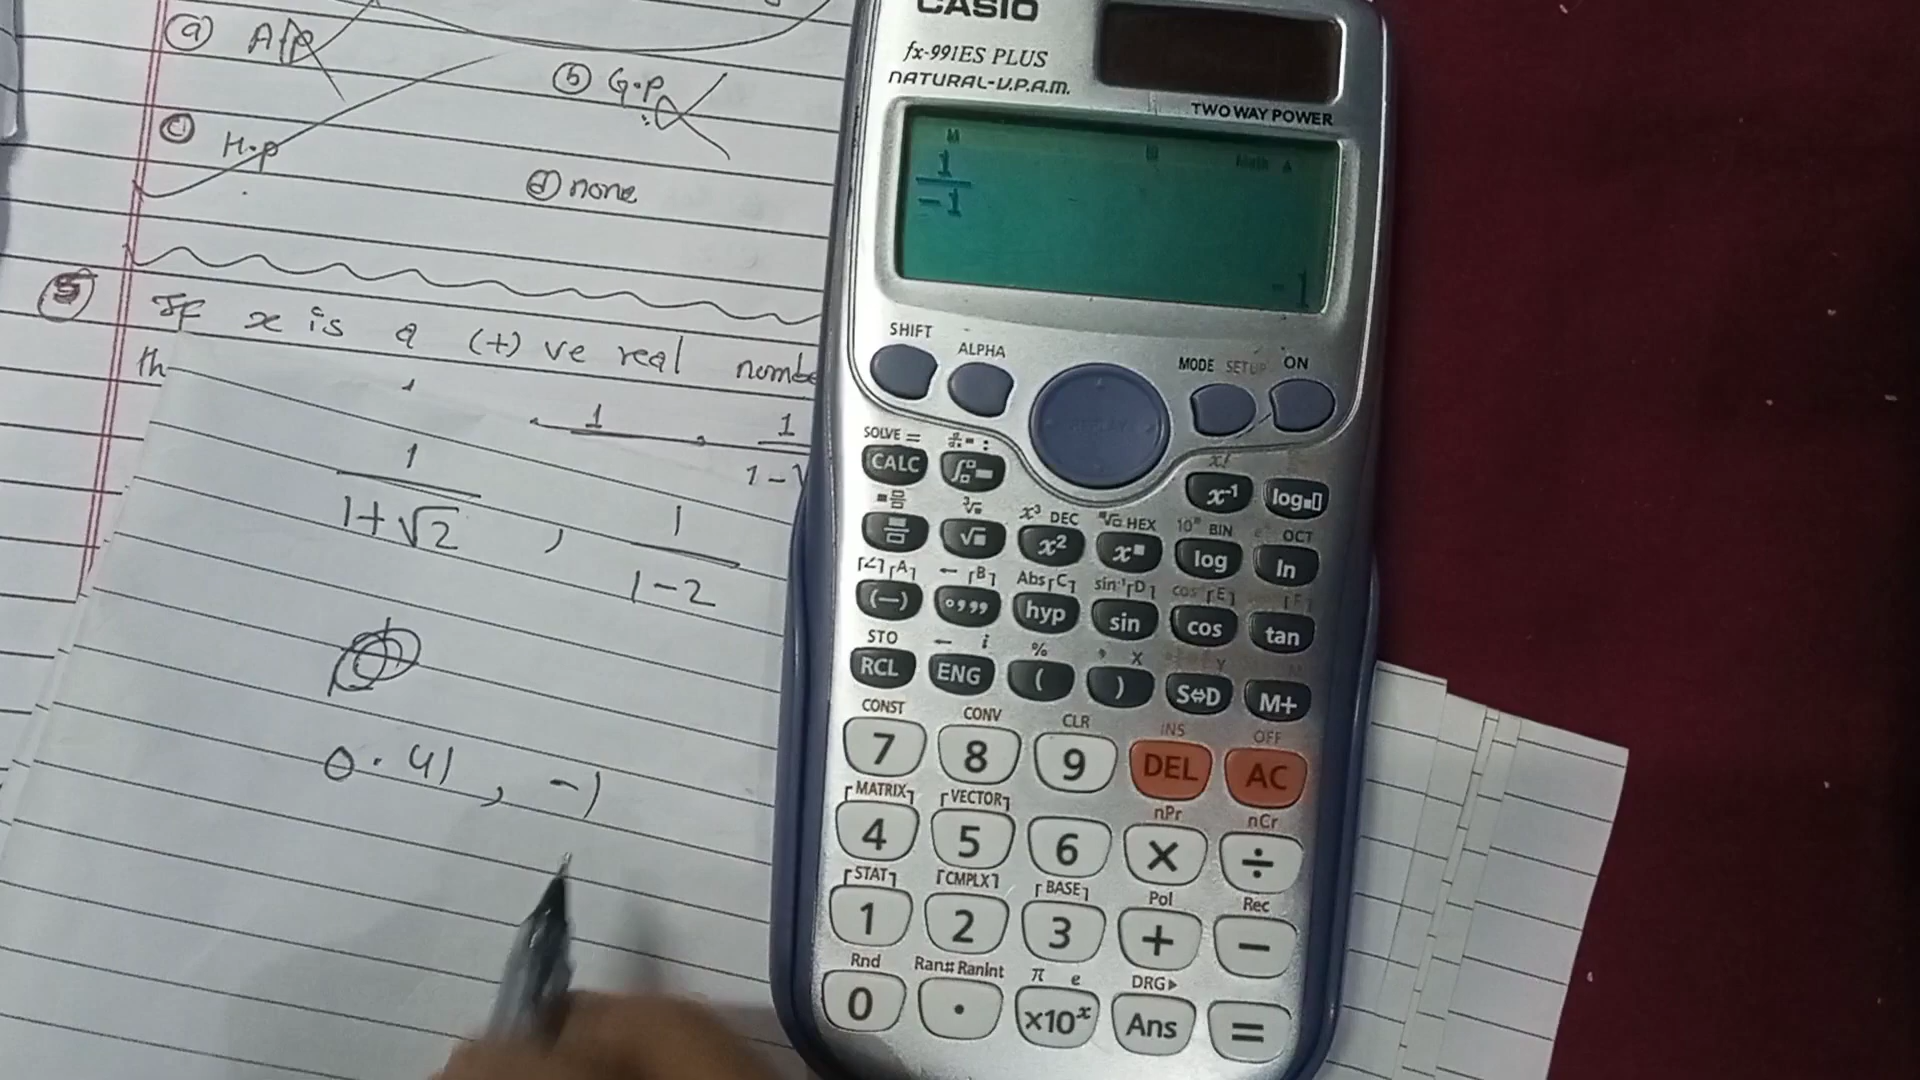 ⓐ A.P
ⓑ G.P
ⓒ H.P
ⓓ none
⑤ If x is a (+)ve real numbe
th
1 , 1
1-
1/(1+√2) , 1/(1-2)
0.41, -1
CASIO
fx-991ES PLUS
NATURAL-V.P.A.M.
TWO WAY POWER
M Math ▲
1/-1
-1
SHIFT ALPHA MODE SETUP ON
REPLAY
SOLVE =
CALC x⁻¹ log
x! 
x³ DEC HEX 10 BIN e OCT
√ x² x log ln
∠ A ← B Abs C sin⁻¹ D cos E F
(−) hyp sin cos tan
STO ← i % , X Y M
RCL ENG ( ) S⇔D M+
CONST CONV CLR INS OFF
7 8 9 DEL AC
MATRIX VECTOR nPr nCr
4 5 6 × ÷
STAT CMPLX BASE Pol Rec
1 2 3 + −
Rnd Ran# RanInt π e DRG▶
0 . ×10ˣ Ans =